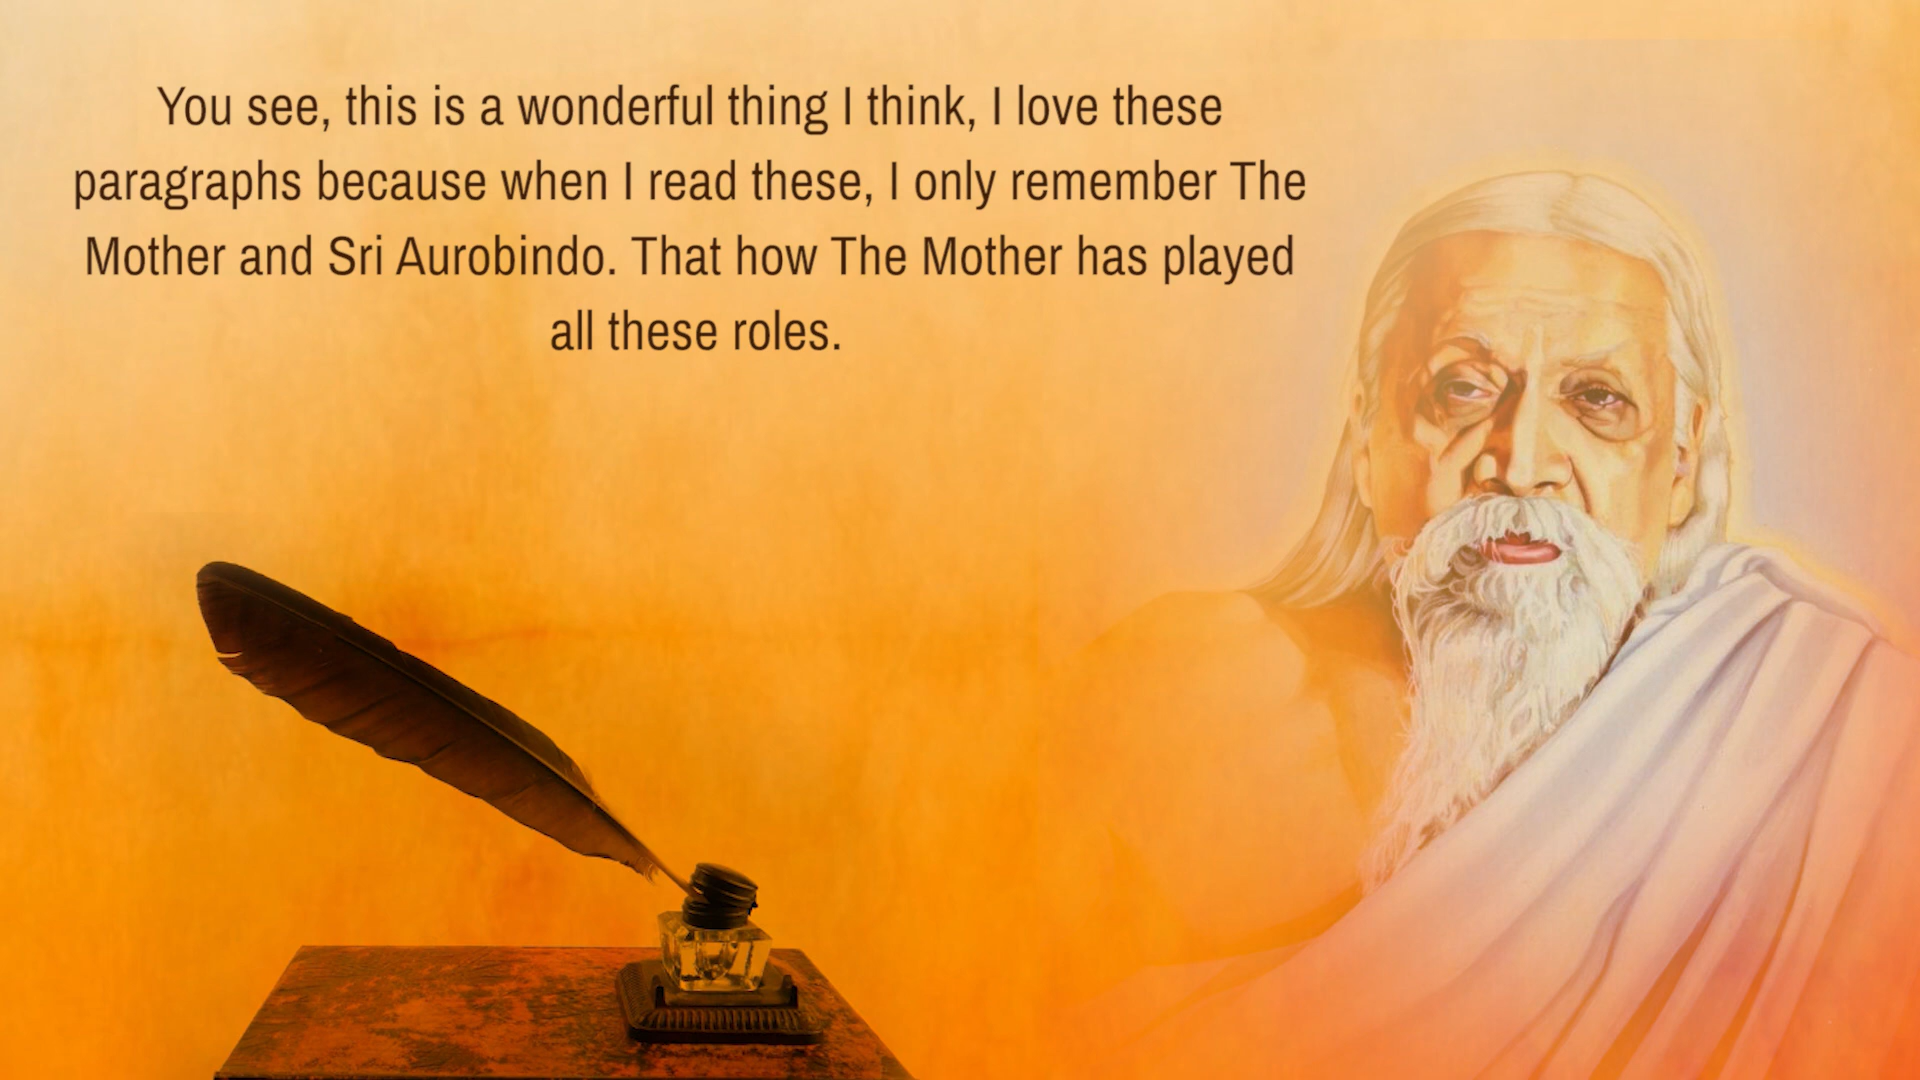 You see, this is a wonderful thing I think, I love these
paragraphs because when I read these, I only remember The
Mother and Sri Aurobindo. That how The Mother has played
all these roles.